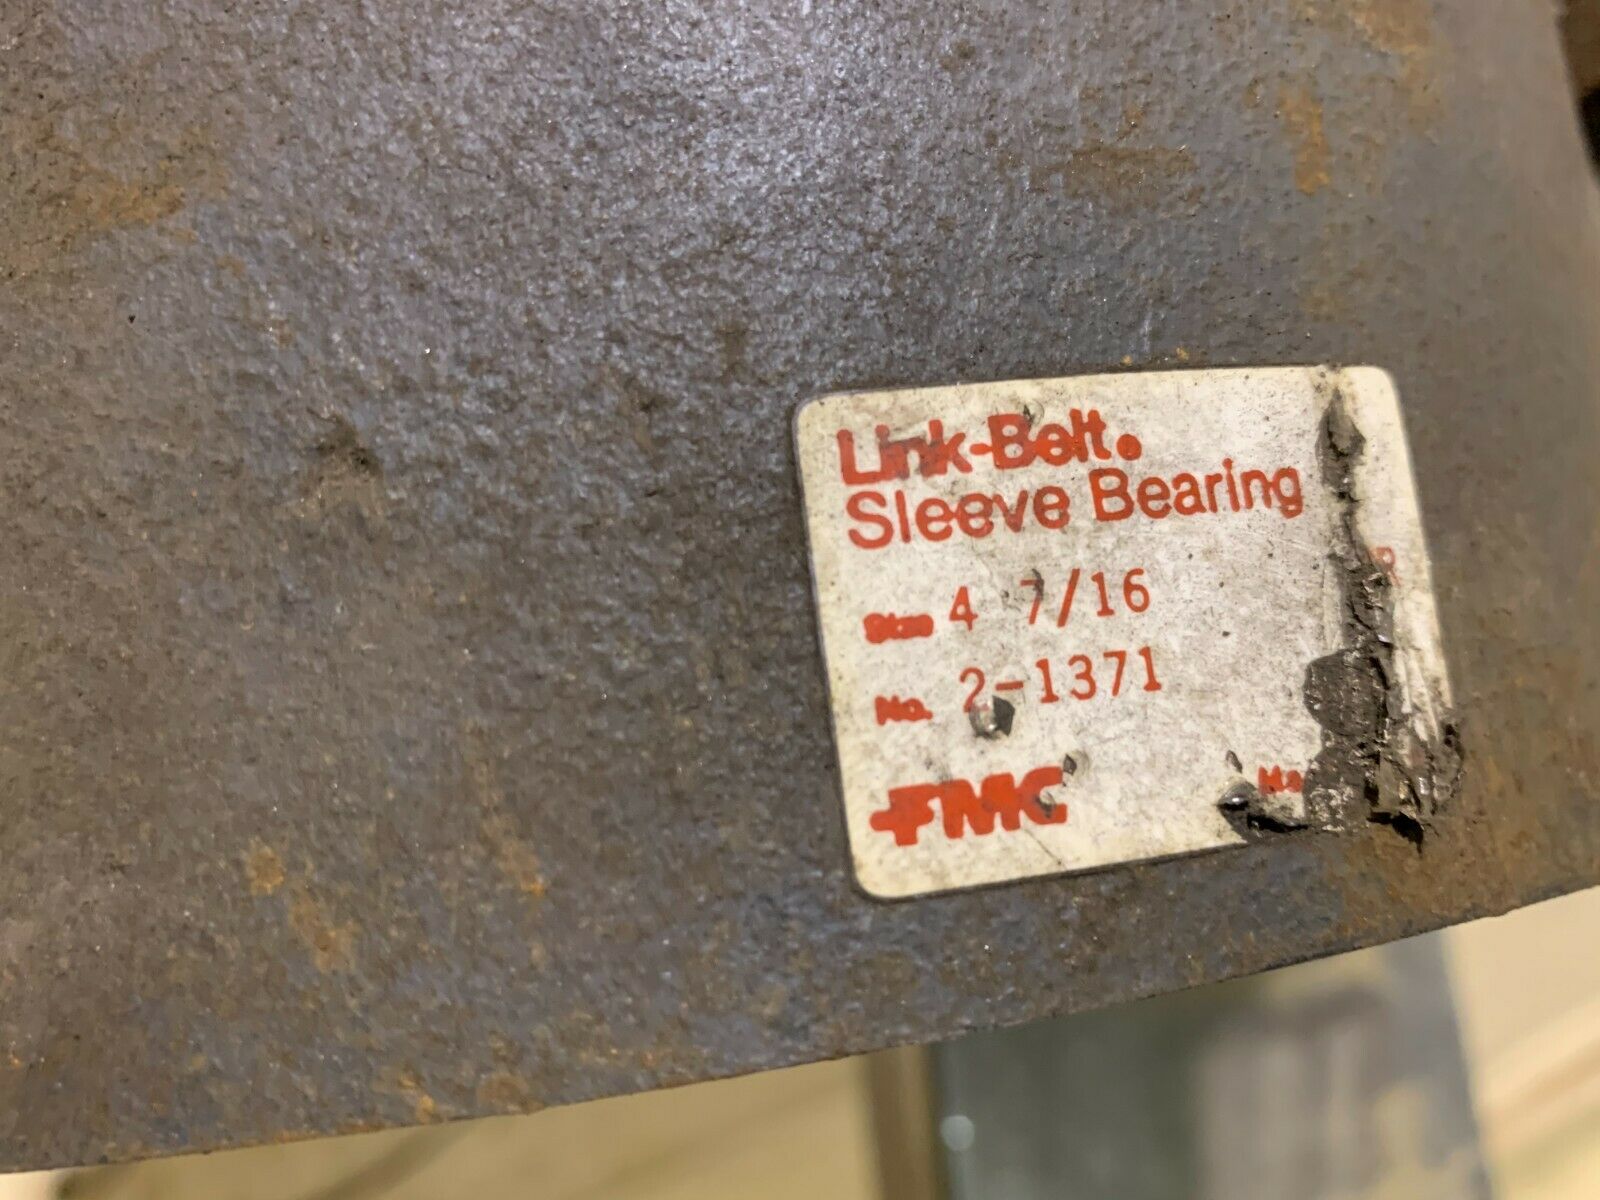 Link-Belt®
Sleeve Bearing
Size 4 7/16
No. 2-1371
FMC